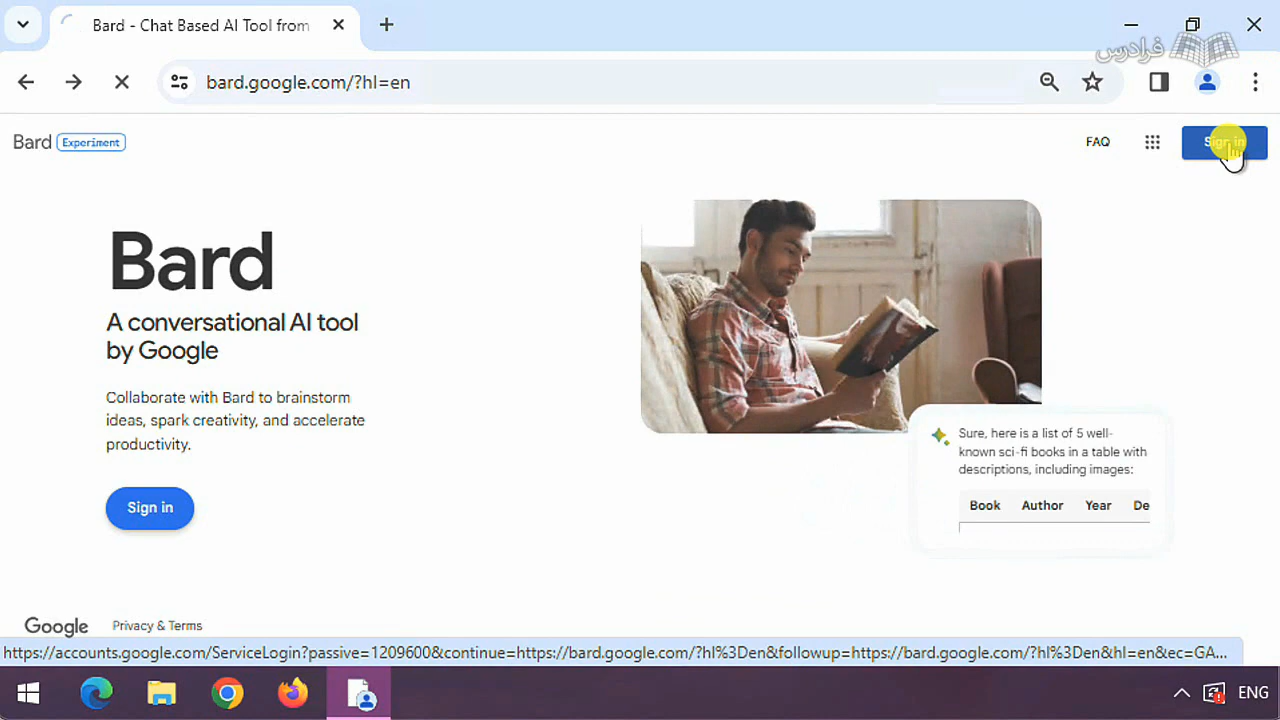 Bard - Chat Based AI Tool from
فرادرس
bard.google.com/?hl=en
Bard Experiment
FAQ
Sign in
Bard
A conversational AI tool
by Google
Collaborate with Bard to brainstorm
ideas, spark creativity, and accelerate
productivity.
Sign in
Sure, here is a list of 5 well-
known sci-fi books in a table with
descriptions, including images:
Book Author Year De
Google Privacy & Terms
https://accounts.google.com/ServiceLogin?passive=1209600&continue=https://bard.google.com/?hl%3Den&followup=https://bard.google.com/?hl%3Den&hl=en&ec=GA...
ENG